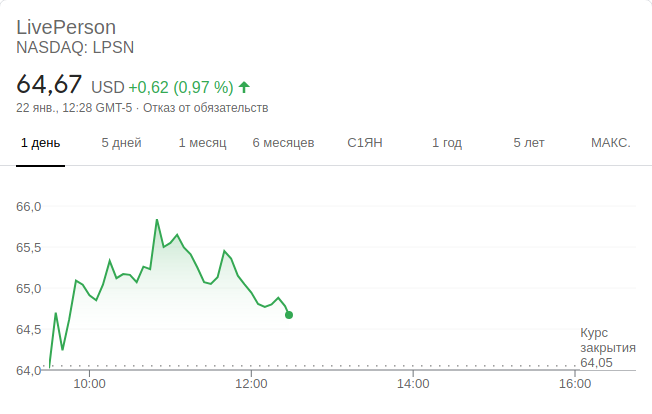 LivePerson
NASDAQ: LPSN
64,67 USD +0,62 (0,97 %)
22 янв., 12:28 GMT-5 · Отказ от обязательств
1 день 5 дней 1 месяц 6 месяцев С1ЯН 1 год 5 лет МАКС.
66,0
65,5
65,0
64,5
64,0
Курс
закрытия
64,05
10:00 12:00 14:00 16:00